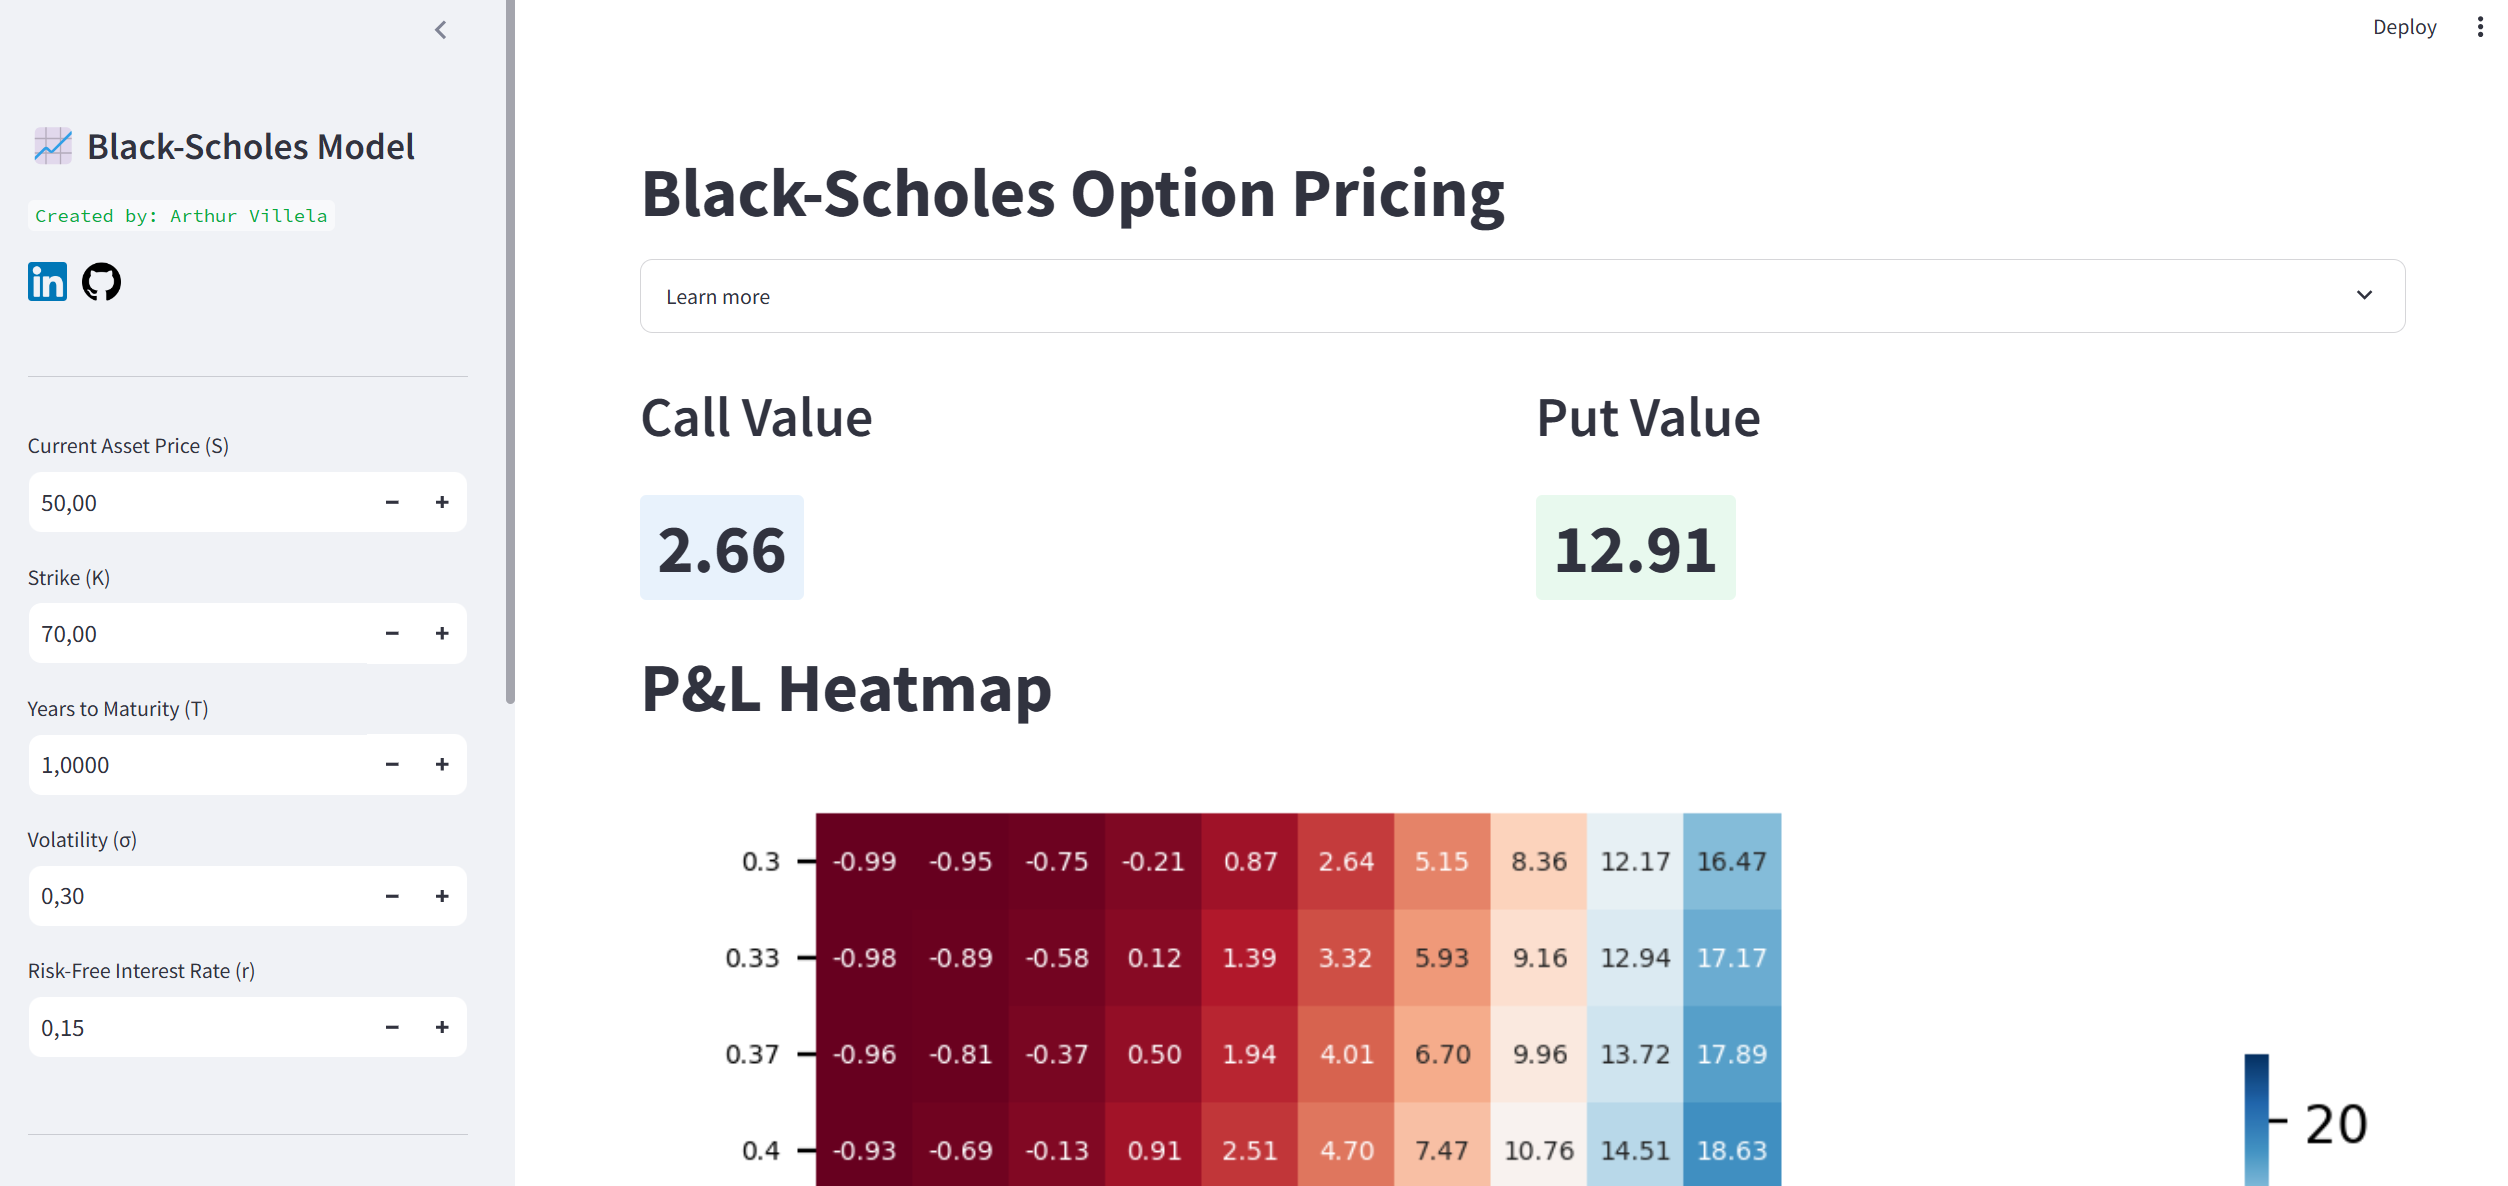 Deploy
Black-Scholes Model
Created by: Arthur Villela
in
Current Asset Price (S)
50,00
Strike (K)
70,00
Years to Maturity (T)
1,0000
Volatility (σ)
0,30
Risk-Free Interest Rate (r)
0,15
Black-Scholes Option Pricing
Learn more
Call Value
Put Value
2.66
12.91
P&L Heatmap
0.3 -0.99 -0.95 -0.75 -0.21 0.87 2.64 5.15 8.36 12.17 16.47
0.33 -0.98 -0.89 -0.58 0.12 1.39 3.32 5.93 9.16 12.94 17.17
0.37 -0.96 -0.81 -0.37 0.50 1.94 4.01 6.70 9.96 13.72 17.89
0.4 -0.93 -0.69 -0.13 0.91 2.51 4.70 7.47 10.76 14.51 18.63
20